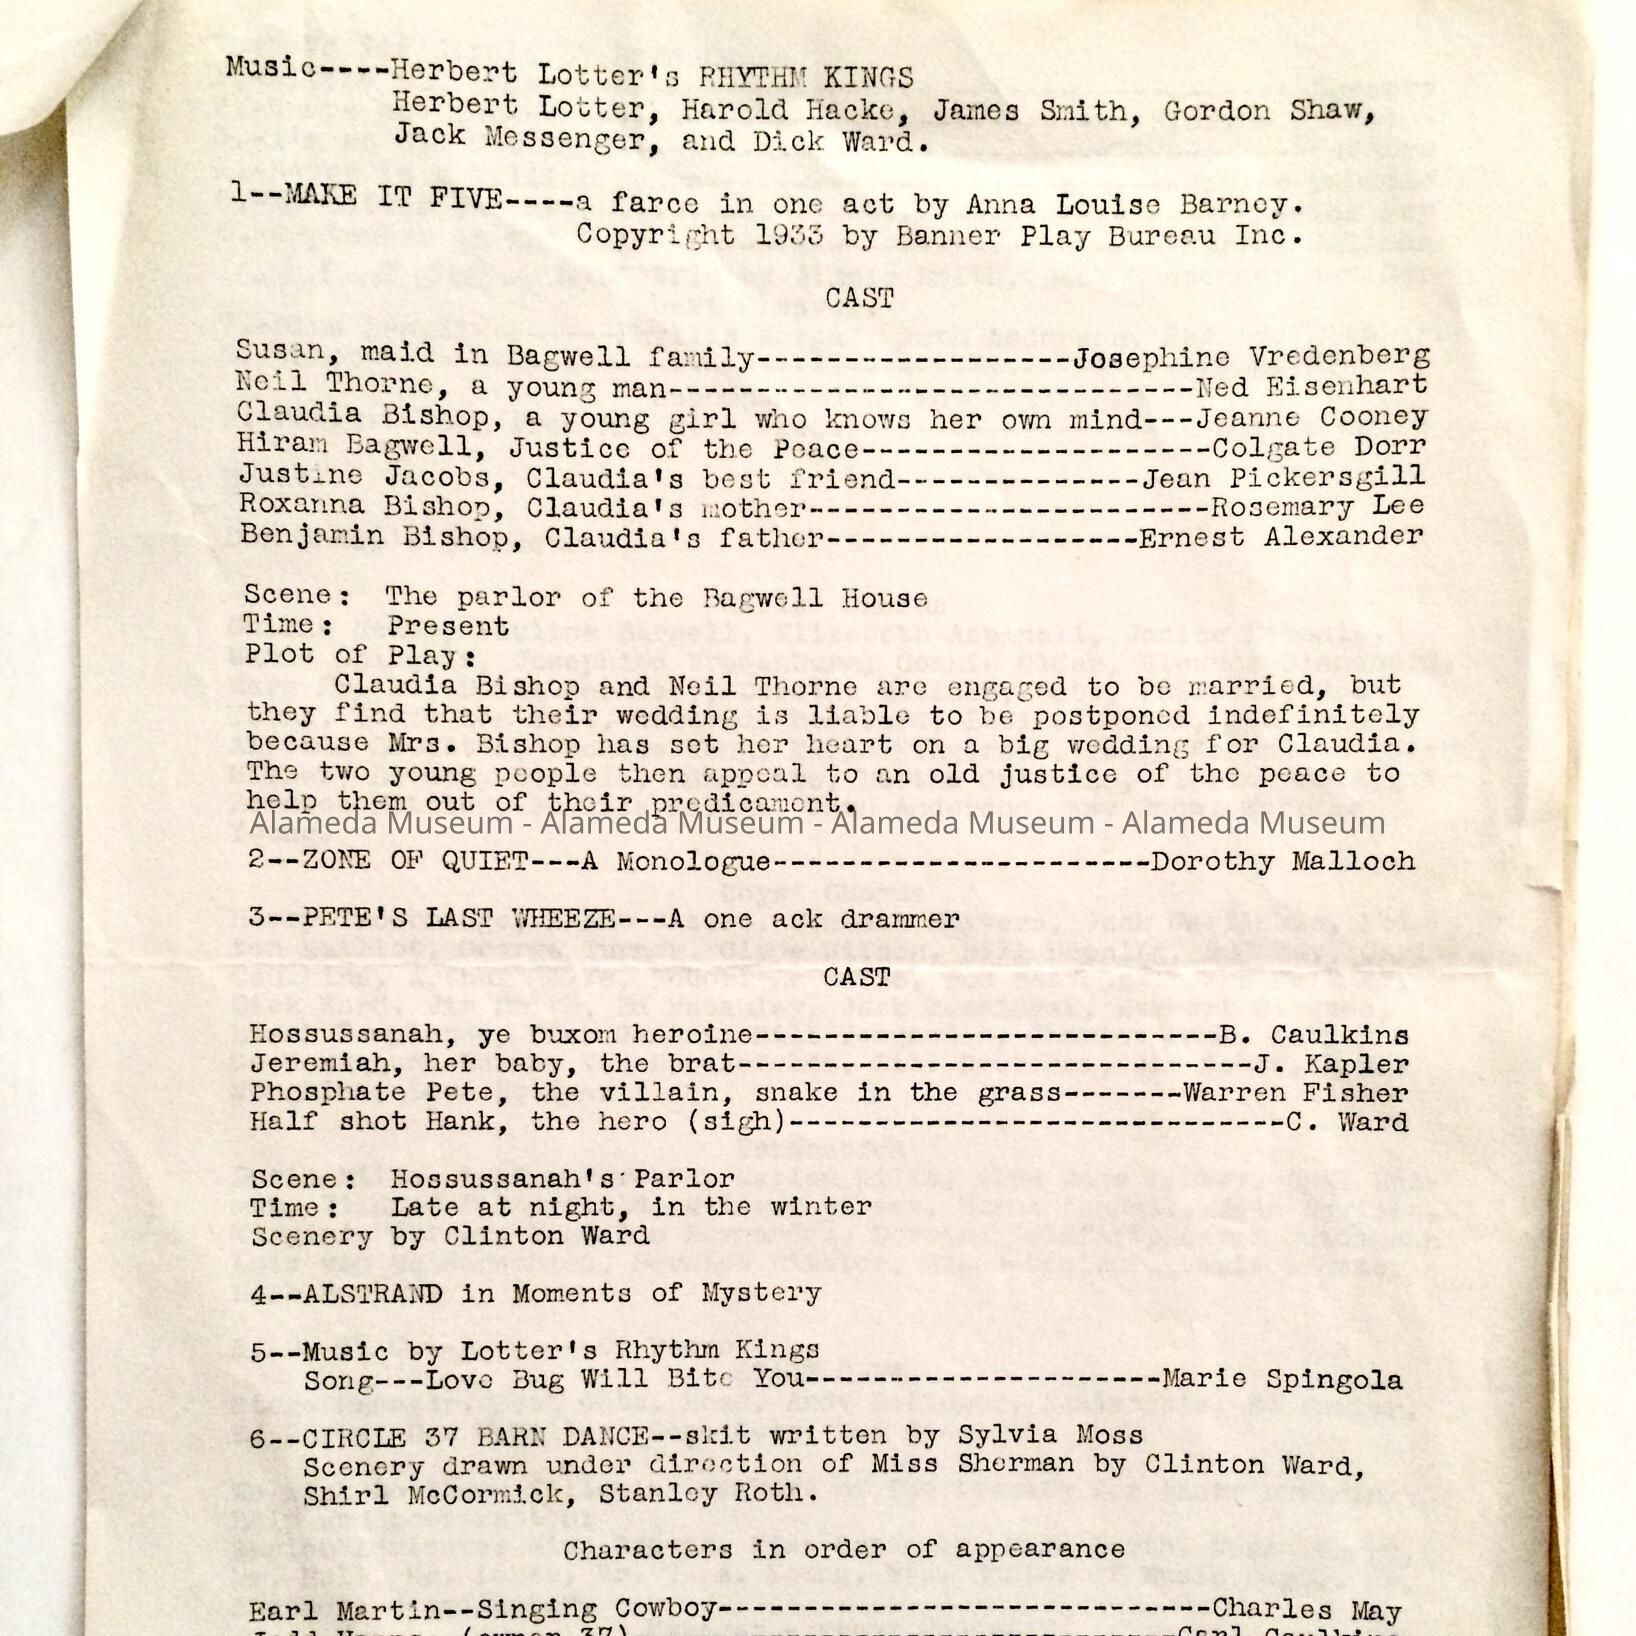 Music----Herbert Lotter's RHYTHM KINGS
Herbert Lotter, Harold Hacke, James Smith, Gordon Shaw,
Jack Messenger, and Dick Ward.
1--MAKE IT FIVE----a farce in one act by Anna Louise Barney.
Copyright 1933 by Banner Play Bureau Inc.
CAST
Susan, maid in Bagwell family------------------Josephine Vredenberg
Neil Thorne, a young man------------------------------Ned Eisenhart
Claudia Bishop, a young girl who knows her own mind---Jeanne Cooney
Hiram Bagwell, Justice of the Peace--------------------Colgate Dorr
Justine Jacobs, Claudia's best friend--------------Jean Pickersgill
Roxanna Bishop, Claudia's mother-----------------------Rosemary Lee
Benjamin Bishop, Claudia's father------------------Ernest Alexander
Scene: The parlor of the Bagwell House
Time: Present
Plot of Play:
Claudia Bishop and Neil Thorne are engaged to be married, but
they find that their wedding is liable to be postponed indefinitely
because Mrs. Bishop has set her heart on a big wedding for Claudia.
The two young people then appeal to an old justice of the peace to
help them out of their predicament.
Alameda Museum - Alameda Museum - Alameda Museum - Alameda Museum
2--ZONE OF QUIET---A Monologue----------------------Dorothy Malloch
3--PETE'S LAST WHEEZE---A one ack drammer
CAST
Hossussanah, ye buxom heroine---------------------------B. Caulkins
Jeremiah, her baby, the brat------------------------------J. Kapler
Phosphate Pete, the villain, snake in the grass-------Warren Fisher
Half shot Hank, the hero (sigh)-----------------------------C. Ward
Scene: Hossussanah's Parlor
Time: Late at night, in the winter
Scenery by Clinton Ward
4--ALSTRAND in Moments of Mystery
5--Music by Lotter's Rhythm Kings
Song---Love Bug Will Bite You---------------------Marie Spingola
6--CIRCLE 37 BARN DANCE--skit written by Sylvia Moss
Scenery drawn under direction of Miss Sherman by Clinton Ward,
Shirl McCormick, Stanley Roth.
Characters in order of appearance
Earl Martin--Singing Cowboy-----------------------------Charles May
(owner 37)--------------------------------Carl Caulkins